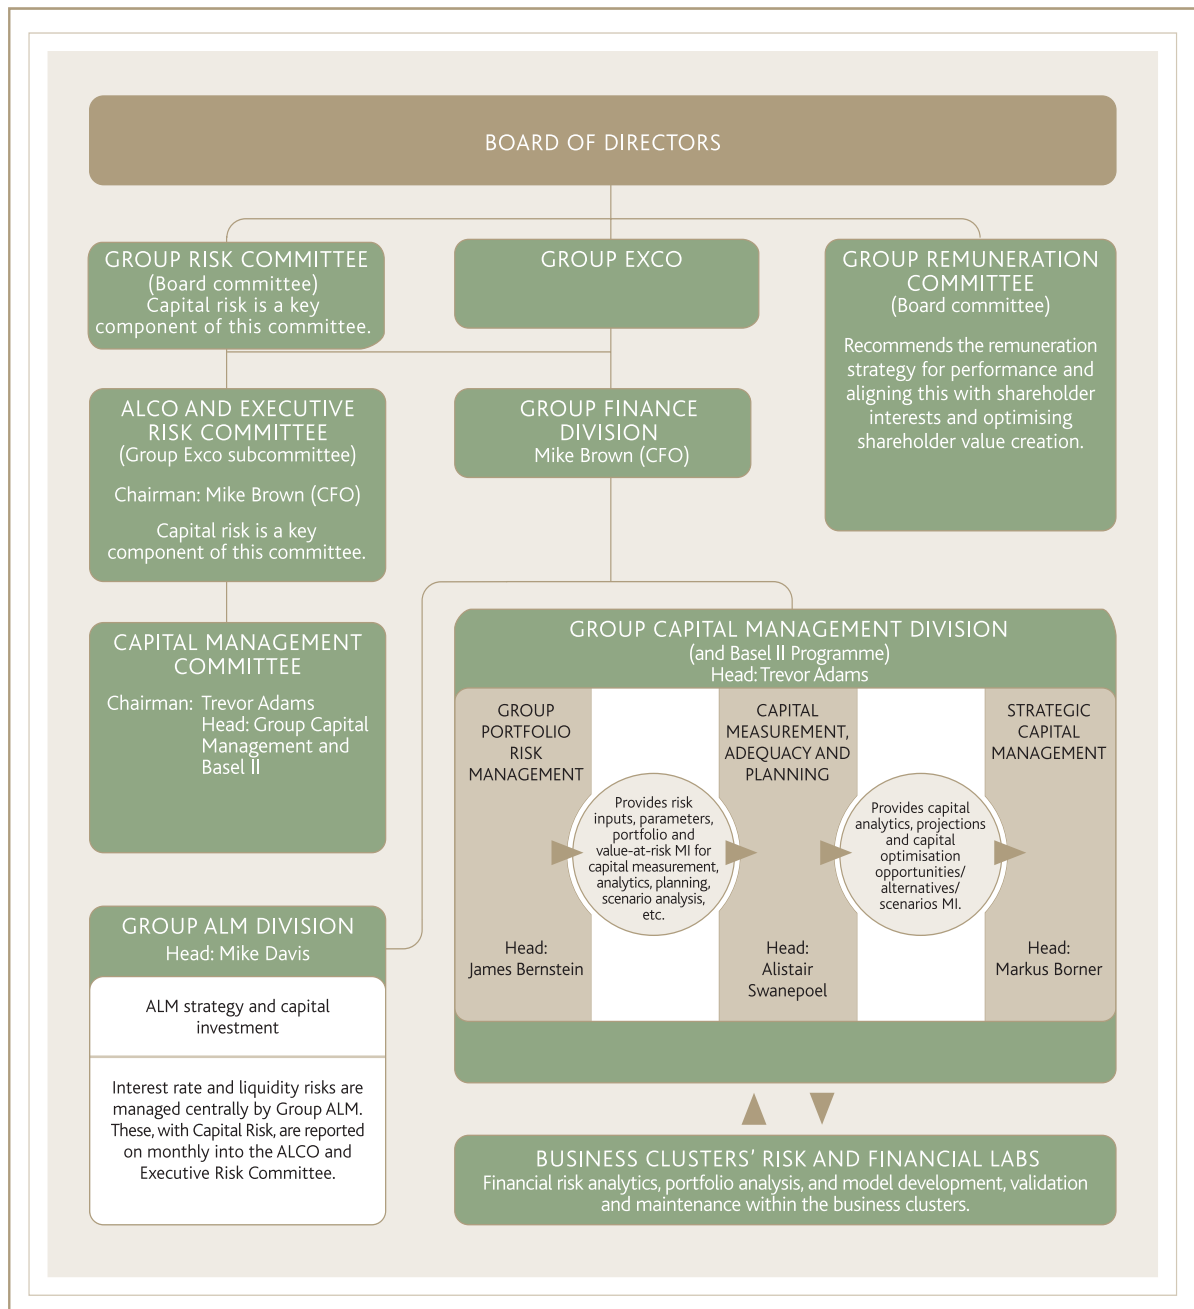 BOARD OF DIRECTORS
GROUP RISK COMMITTEE
(Board committee)
Capital risk is a key
component of this committee.
GROUP EXCO
GROUP REMUNERATION
COMMITTEE
(Board committee)
Recommends the remuneration
strategy for performance and
aligning this with shareholder
interests and optimising
shareholder value creation.
ALCO AND EXECUTIVE
RISK COMMITTEE
(Group Exco subcommittee)
Chairman: Mike Brown (CFO)
Capital risk is a key
component of this committee.
GROUP FINANCE
DIVISION
Mike Brown (CFO)
CAPITAL MANAGEMENT
COMMITTEE
Chairman: Trevor Adams
Head: Group Capital
Management and
Basel II
GROUP CAPITAL MANAGEMENT DIVISION
(and Basel II Programme)
Head: Trevor Adams
GROUP
PORTFOLIO
RISK
MANAGEMENT
Provides risk
inputs, parameters,
portfolio and
value-at-risk MI for
capital measurement,
analytics, planning,
scenario analysis,
etc.
Head:
James Bernstein
CAPITAL
MEASUREMENT,
ADEQUACY AND
PLANNING
Provides capital
analytics, projections
and capital
optimisation
opportunities/
alternatives/
scenarios MI.
Head:
Alistair
Swanepoel
STRATEGIC
CAPITAL
MANAGEMENT
Head:
Markus Borner
GROUP ALM DIVISION
Head: Mike Davis
ALM strategy and capital
investment
Interest rate and liquidity risks are
managed centrally by Group ALM.
These, with Capital Risk, are reported
on monthly into the ALCO and
Executive Risk Committee.
BUSINESS CLUSTERS' RISK AND FINANCIAL LABS
Financial risk analytics, portfolio analysis, and model development, validation
and maintenance within the business clusters.